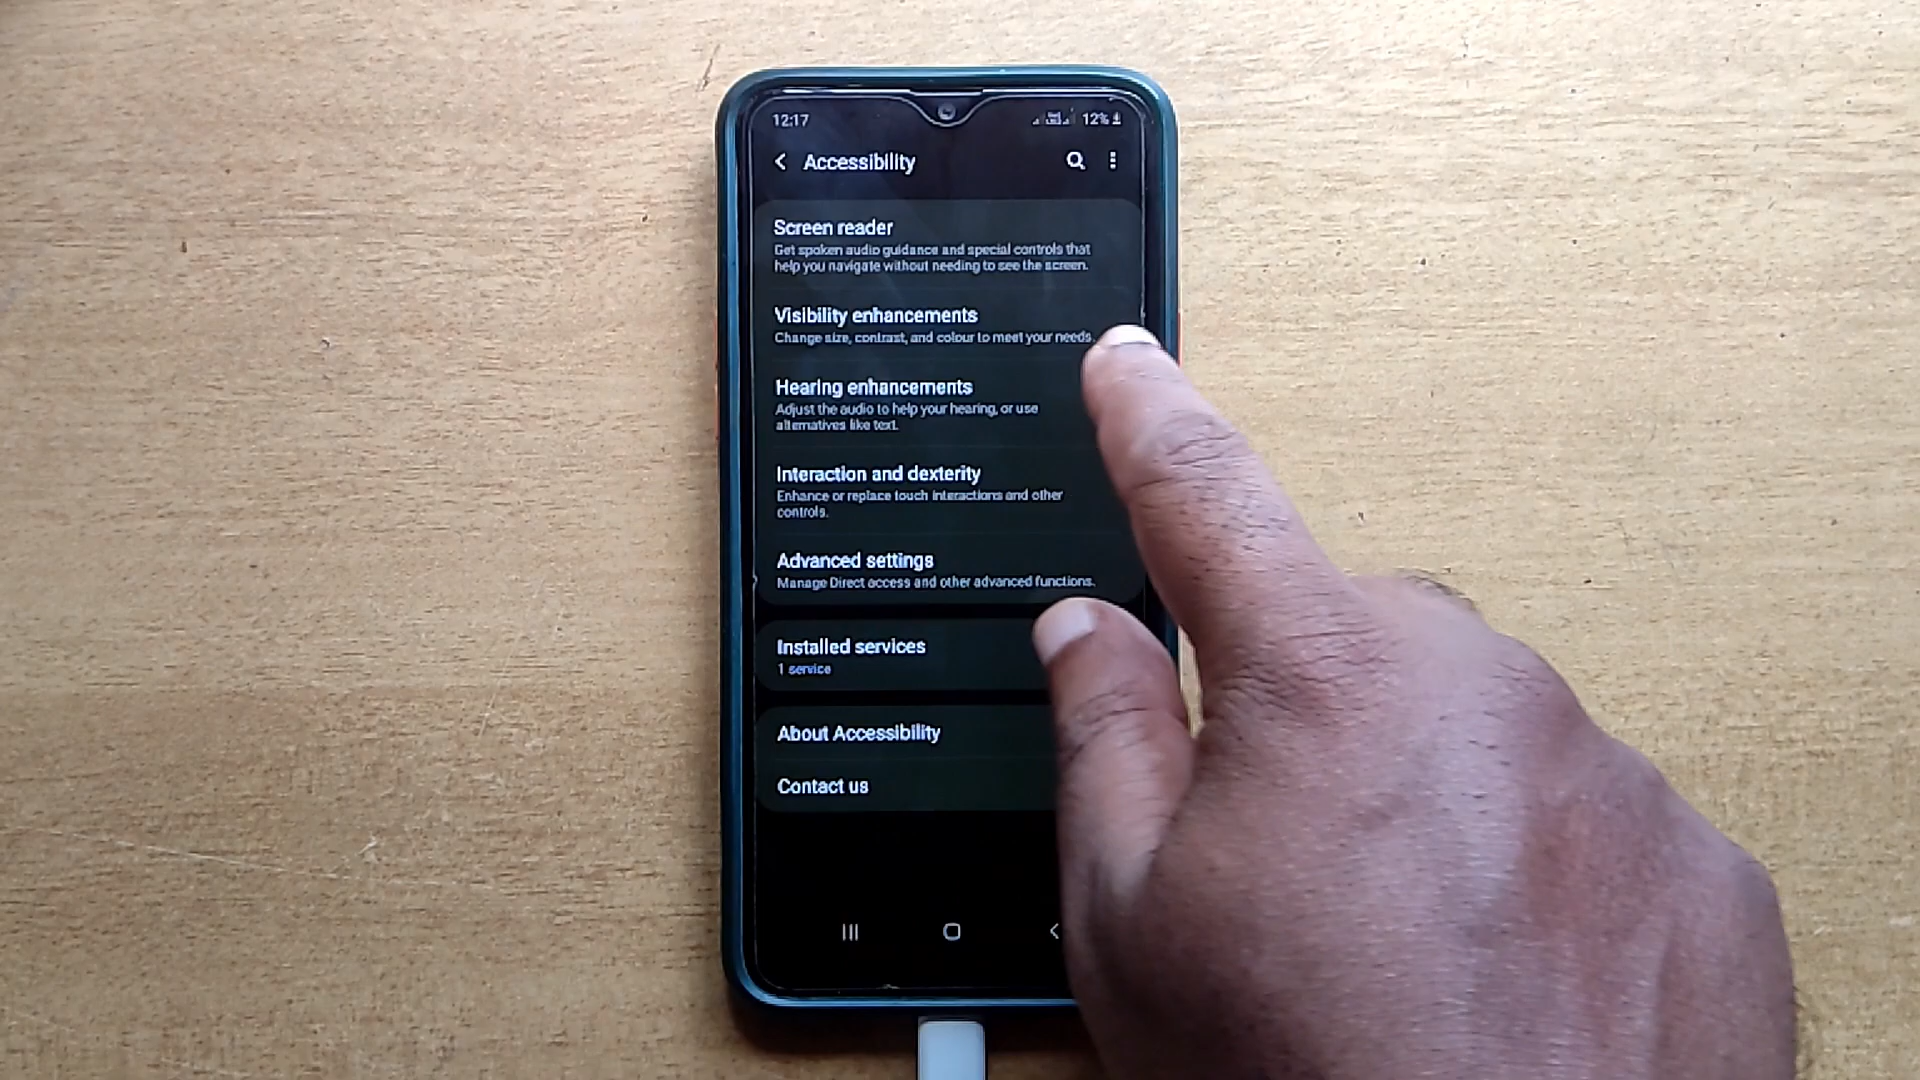 12:17
12%
Accessibility
Screen reader
Get spoken audio guidance and special controls that
help you navigate without needing to see the screen.
Visibility enhancements
Change size, contrast, and colour to meet your needs.
Hearing enhancements
Adjust the audio to help your hearing, or use
alternatives like text.
Interaction and dexterity
Enhance or replace touch interactions and other
controls.
Advanced settings
Manage Direct access and other advanced functions.
Installed services
1 service
About Accessibility
Contact us